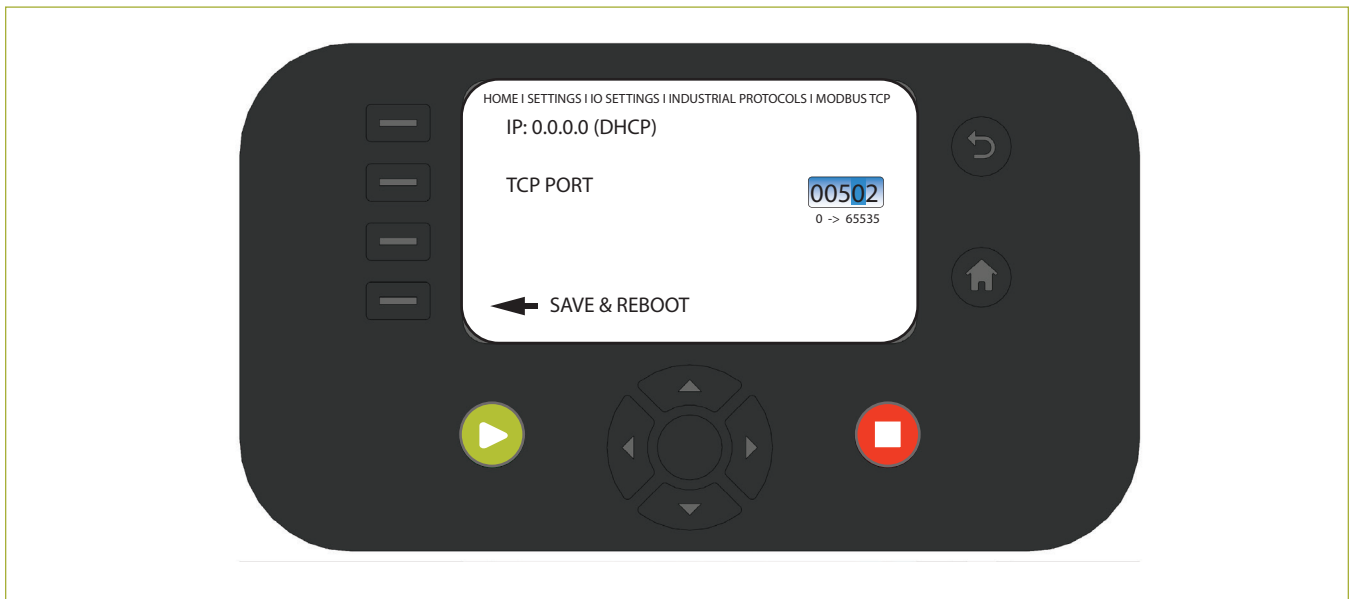 HOME I SETTINGS I IO SETTINGS I INDUSTRIAL PROTOCOLS I MODBUS TCP
IP: 0.0.0.0 (DHCP)
TCP PORT
00502
0 -> 65535
SAVE & REBOOT